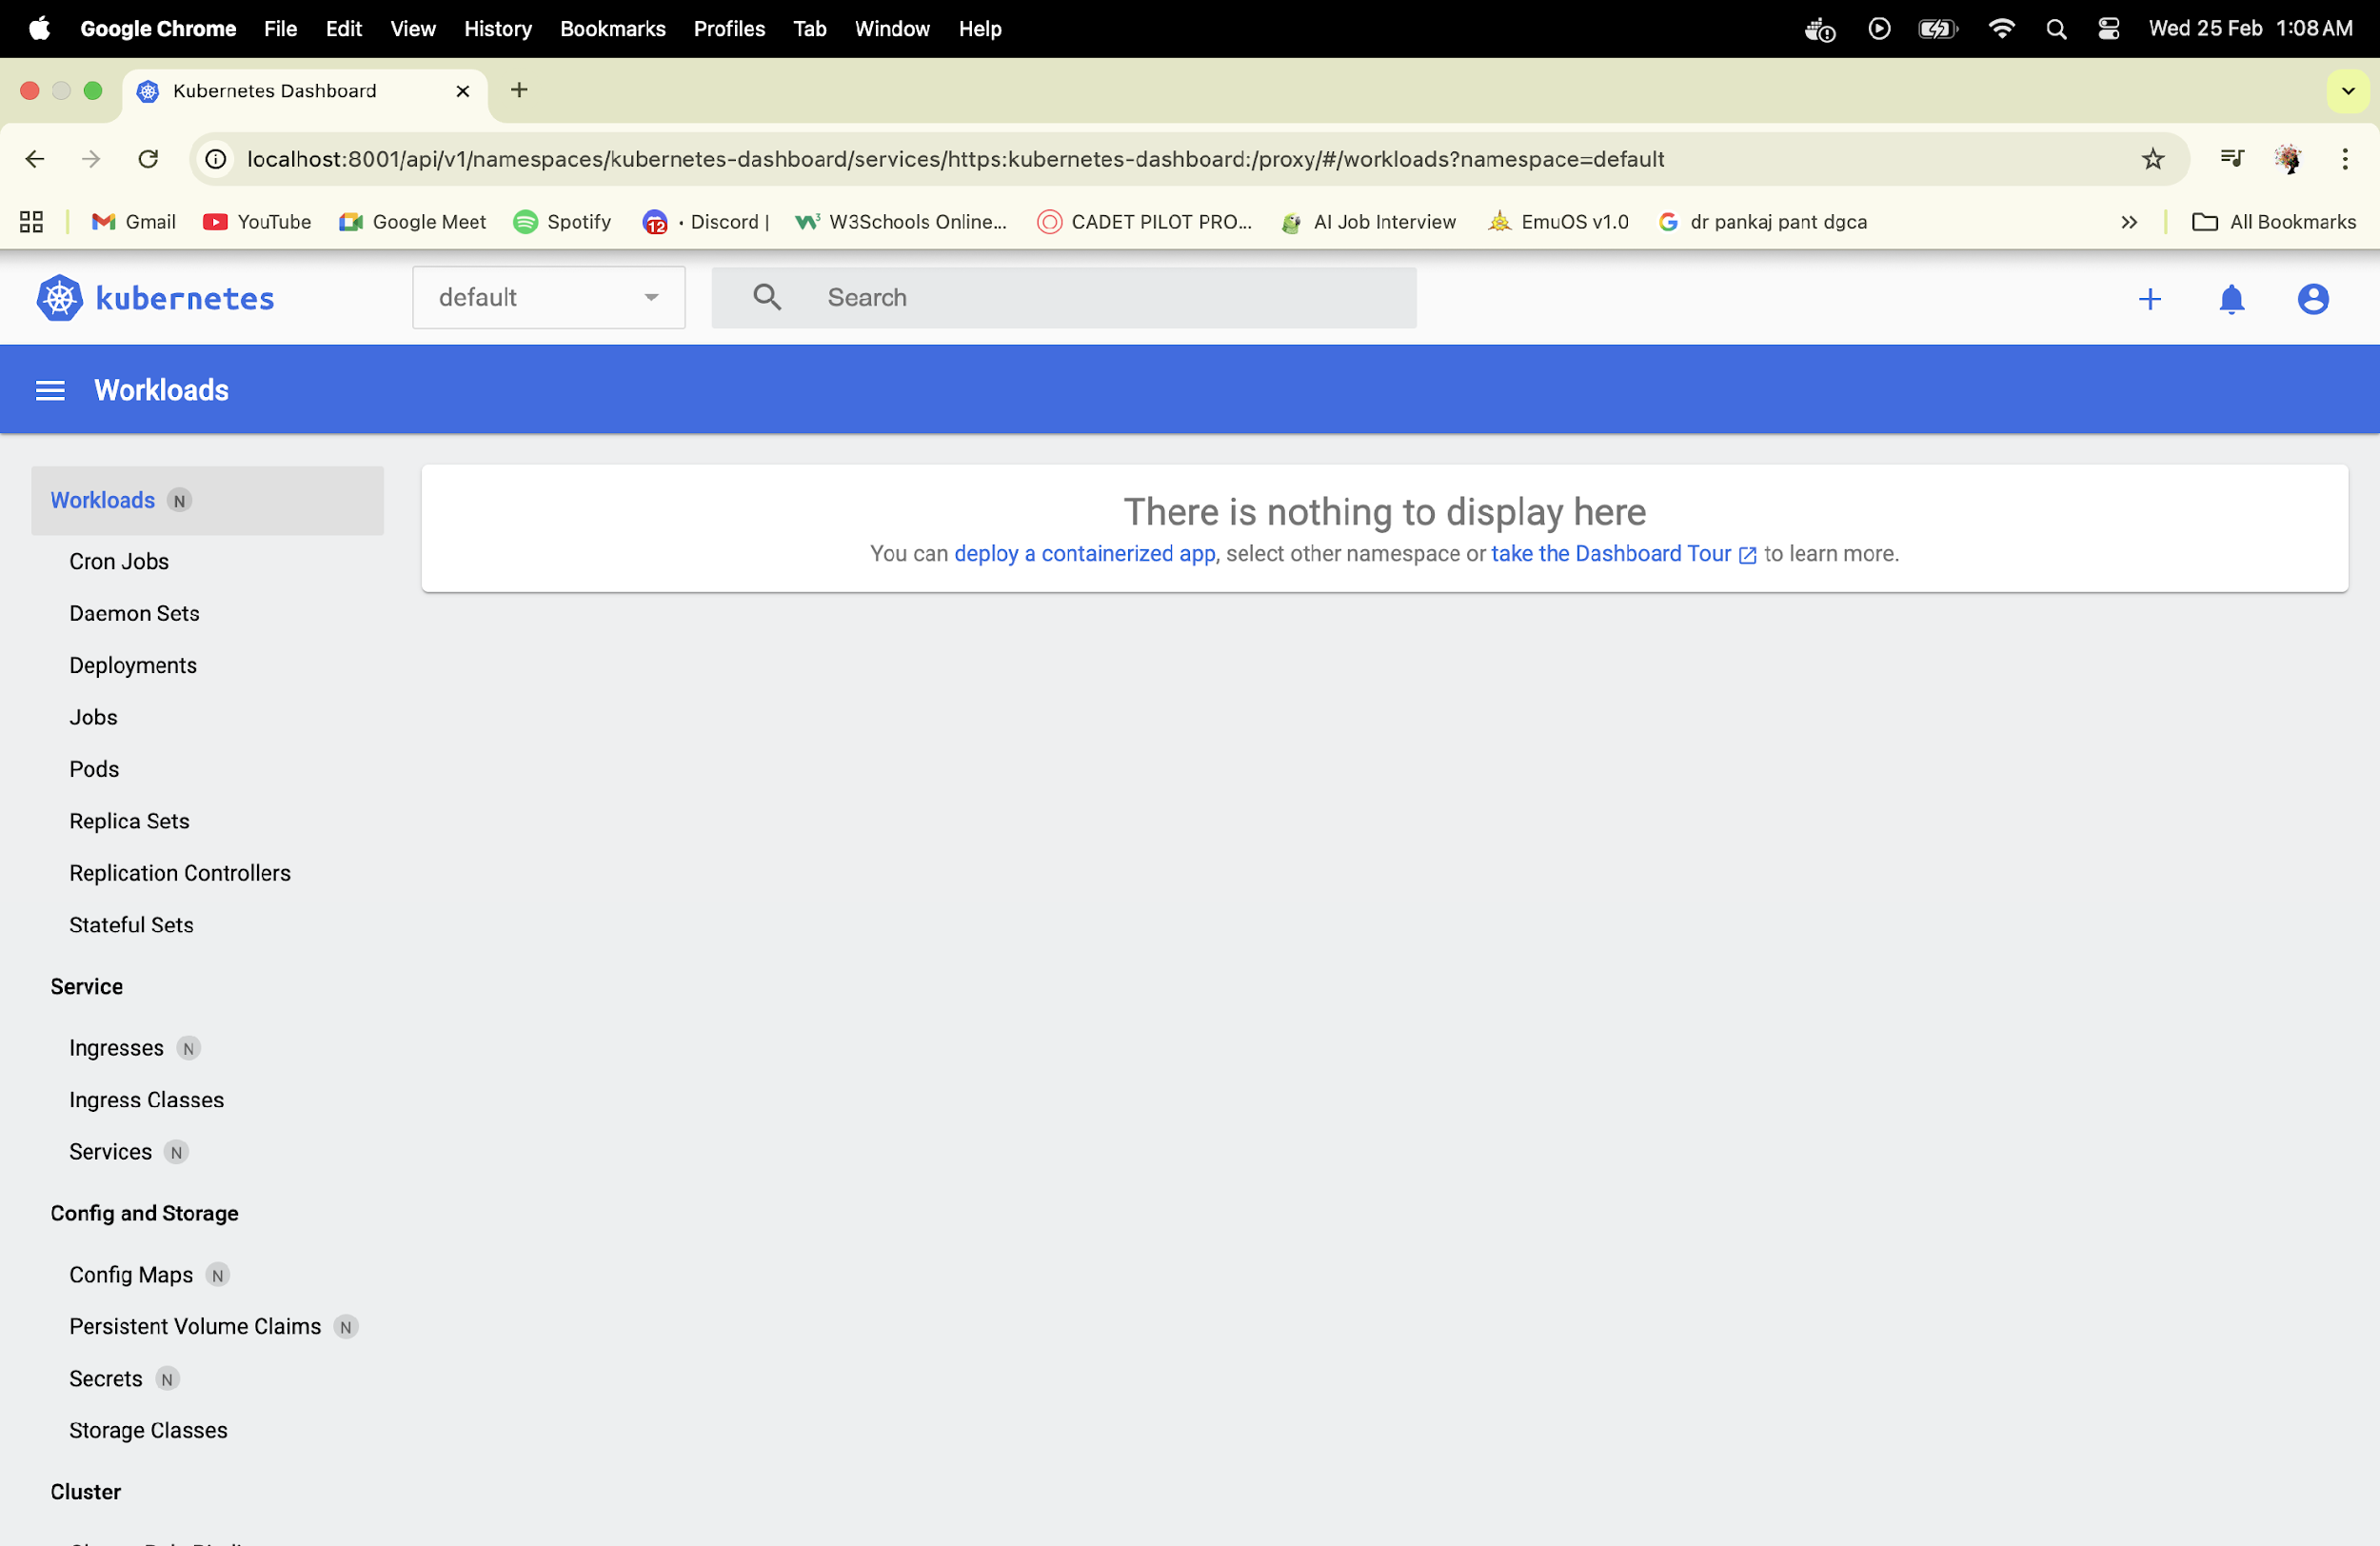 Google Chrome File Edit View History Bookmarks Profiles Tab Window Help Wed 25 Feb 1:08 AM
Kubernetes Dashboard
localhost:8001/api/v1/namespaces/kubernetes-dashboard/services/https:kubernetes-dashboard:/proxy/#/workloads?namespace=default
Gmail YouTube Google Meet Spotify 12 • Discord | W3Schools Online... CADET PILOT PRO... AI Job Interview EmuOS v1.0 dr pankaj pant dgca » All Bookmarks
kubernetes default Search
Workloads
Workloads N
There is nothing to display here
You can deploy a containerized app, select other namespace or take the Dashboard Tour to learn more.
Cron Jobs
Daemon Sets
Deployments
Jobs
Pods
Replica Sets
Replication Controllers
Stateful Sets
Service
Ingresses N
Ingress Classes
Services N
Config and Storage
Config Maps N
Persistent Volume Claims N
Secrets N
Storage Classes
Cluster